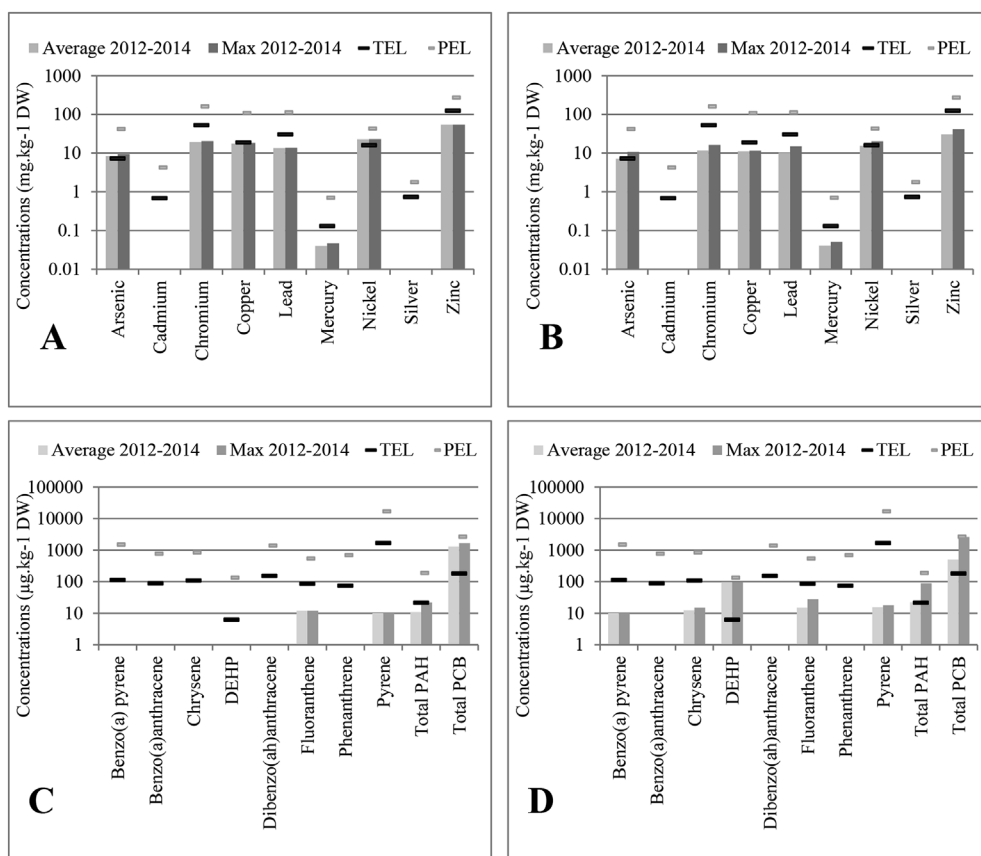 Average 2012-2014 Max 2012-2014 TEL PEL
Concentrations (mg.kg-1 DW)
1000
100
10
1
0.1
0.01
Arsenic
Cadmium
Chromium
Copper
Lead
Mercury
Nickel
Silver
Zinc
A
Average 2012-2014 Max 2012-2014 TEL PEL
Concentrations (mg.kg-1 DW)
1000
100
10
1
0.1
0.01
Arsenic
Cadmium
Chromium
Copper
Lead
Mercury
Nickel
Silver
Zinc
B
Average 2012-2014 Max 2012-2014 TEL PEL
Concentrations (µg.kg-1 DW)
100000
10000
1000
100
10
1
Benzo(a) pyrene
Benzo(a)anthracene
Chrysene
DEHP
Dibenzo(ah)anthracene
Fluoranthene
Phenanthrene
Pyrene
Total PAH
Total PCB
C
Average 2012-2014 Max 2012-2014 TEL PEL
Concentrations (µg.kg-1 DW)
100000
10000
1000
100
10
1
Benzo(a) pyrene
Benzo(a)anthracene
Chrysene
DEHP
Dibenzo(ah)anthracene
Fluoranthene
Phenanthrene
Pyrene
Total PAH
Total PCB
D